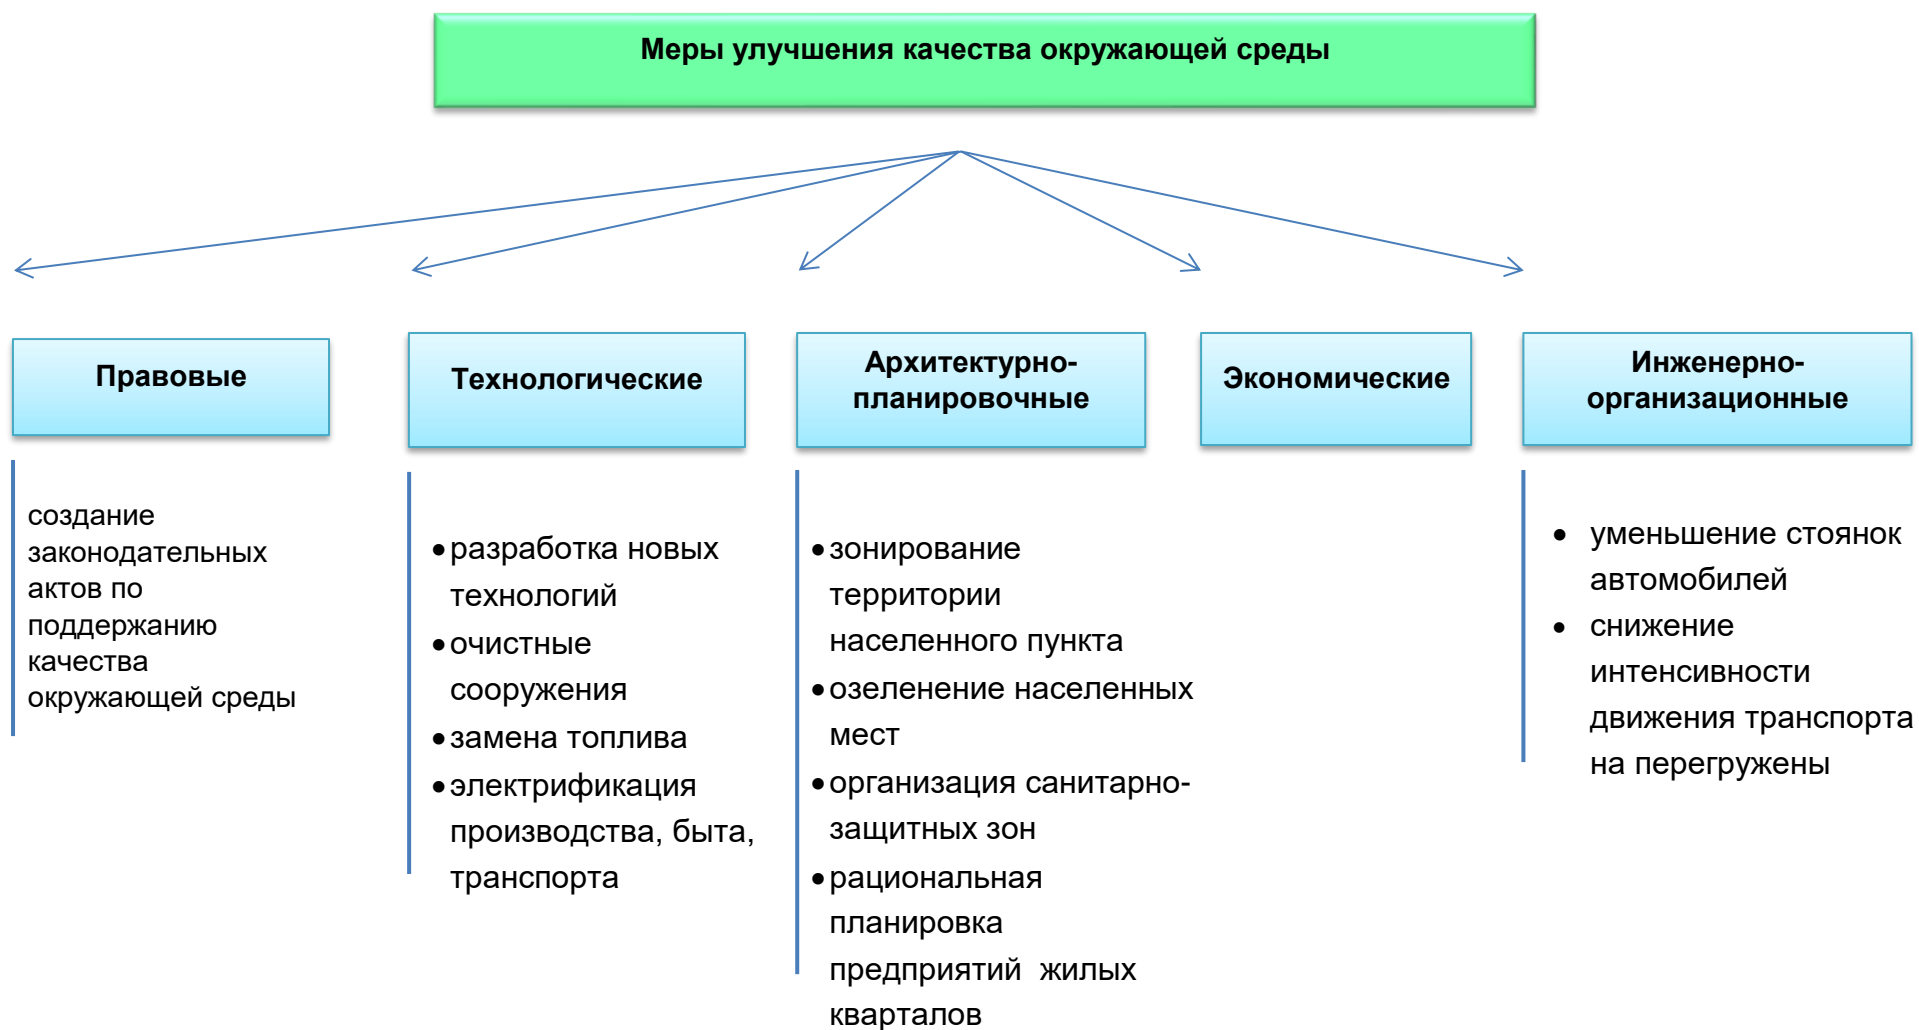 Меры улучшения качества окружающей среды
Правовые
Технологические
Архитектурно-
планировочные
Экономические
Инженерно-
организационные
создание
законодательных
актов по
поддержанию
качества
окружающей среды
•разработка новых
технологий
•очистные
сооружения
•замена топлива
•электрификация
производства, быта,
транспорта
•зонирование
территории
населенного пункта
•озеленение населенных
мест
•организация санитарно-
защитных зон
•рациональная
планировка
предприятий  жилых
кварталов
• уменьшение стоянок
автомобилей
• снижение
интенсивности
движения транспорта
на перегружены